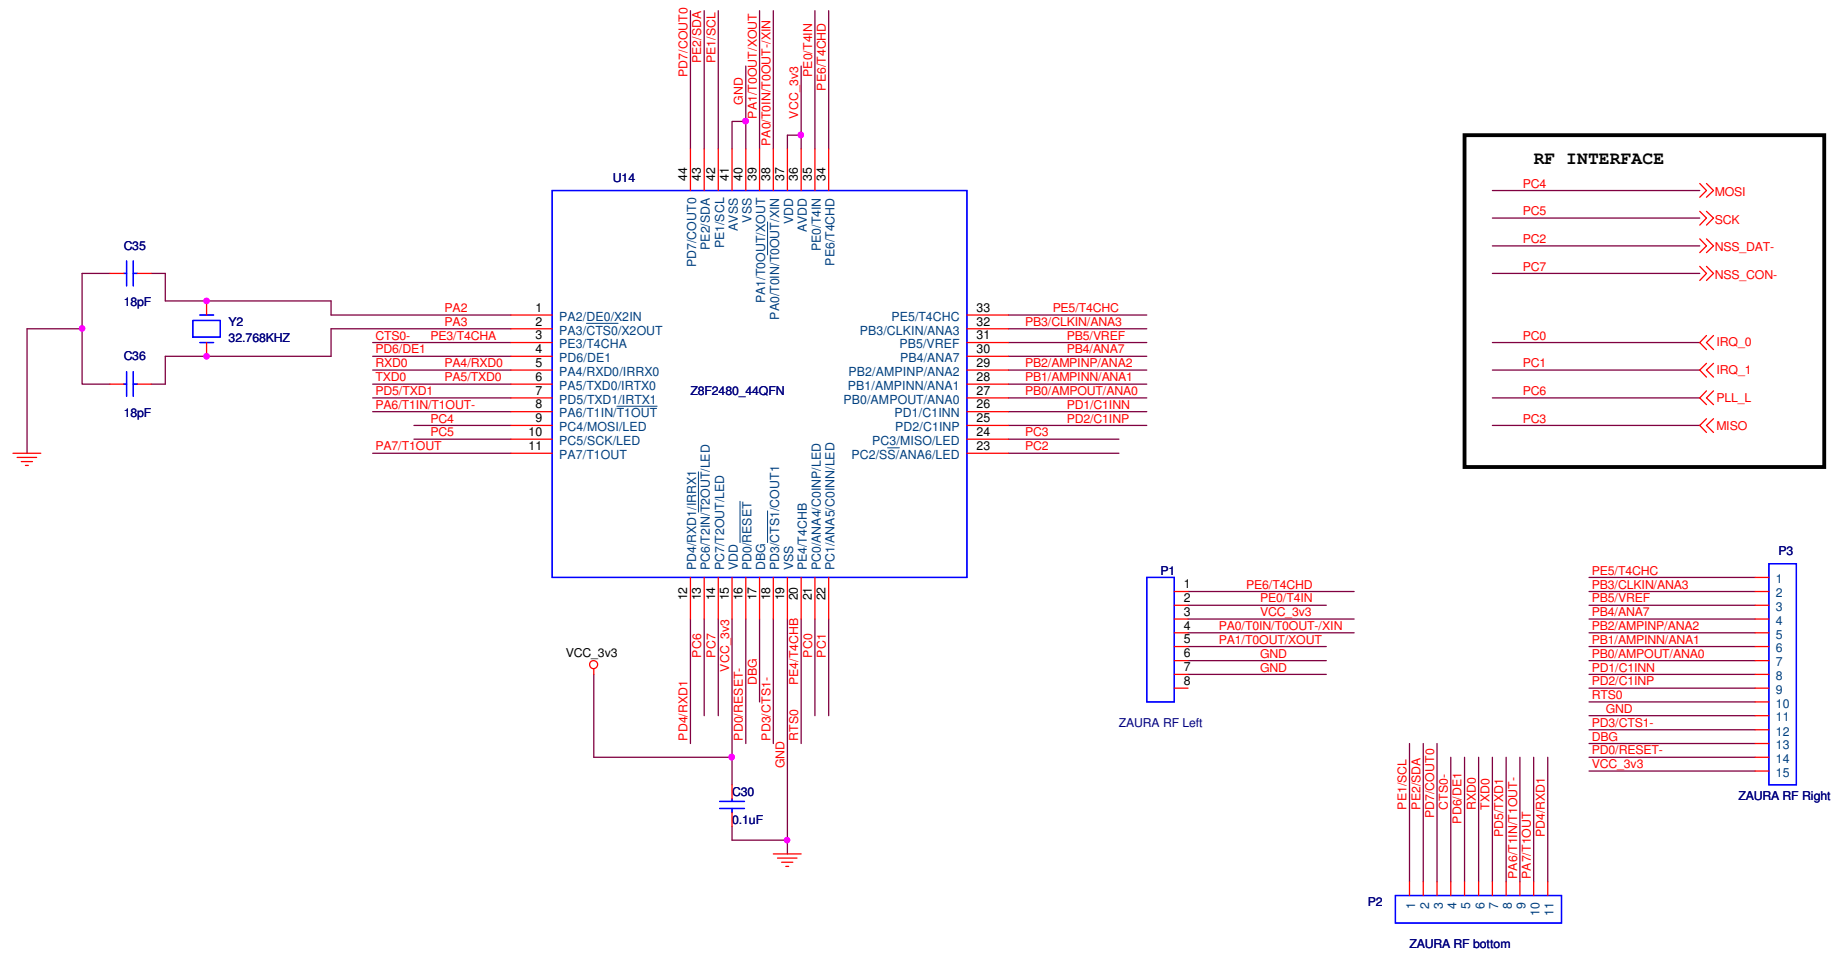 PD7/COUT0
PE2/SDA
PE1/SCL
GND
PA1/T0OUT/XOUT
PA0/T0IN/T0OUT-/XIN
VCC_3v3
PE0/T4IN
PE6/T4CHD
U14
44
43
42
41
40
39
38
37
36
35
34
PD7/COUT0
PE2/SDA
PE1/SCL
AVSS
VSS
PA1/T0OUT/XOUT
PA0/T0IN/T0OUT/XIN
VDD
AVDD
PE0/T4IN
PE6/T4CHD
C35
18pF
Y2
32.768KHZ
C36
18pF
PA2 1 PA2/DE0/X2IN
PA3 2 PA3/CTS0/X2OUT
CTS0- PE3/T4CHA 3 PE3/T4CHA
PD6/DE1 4 PD6/DE1
RXD0 PA4/RXD0 5 PA4/RXD0/IRRX0
TXD0 PA5/TXD0 6 PA5/TXD0/IRTX0
PD5/TXD1 7 PD5/TXD1/IRTX1
PA6/T1IN/T1OUT- 8 PA6/T1IN/T1OUT
PC4 9 PC4/MOSI/LED
PC5 10 PC5/SCK/LED
PA7/T1OUT 11 PA7/T1OUT
Z8F2480_44QFN
PE5/T4CHC 33 PE5/T4CHC
PB3/CLKIN/ANA3 32 PB3/CLKIN/ANA3
PB5/VREF 31 PB5/VREF
PB4/ANA7 30 PB4/ANA7
PB2/AMPINP/ANA2 29 PB2/AMPINP/ANA2
PB1/AMPINN/ANA1 28 PB1/AMPINN/ANA1
PB0/AMPOUT/ANA0 27 PB0/AMPOUT/ANA0
PD1/C1INN 26 PD1/C1INN
PD2/C1INP 25 PD2/C1INP
PC3/MISO/LED 24 PC3
PC2/SS/ANA6/LED 23 PC2
PD4/RXD1/IRRX1
PC6/T2IN/T2OUT/LED
PC7/T2OUT/LED
VDD
PD0/RESET
DBG
PD3/CTS1/COUT1
VSS
PE4/T4CHB
PC0/ANA4/C0INP/LED
PC1/ANA5/C0INN/LED
12
13
14
15
16
17
18
19
20
21
22
PD4/RXD1
PC6
PC7
VCC_3v3
PD0/RESET-
DBG
PD3/CTS1-
GND
RTS0 PE4/T4CHB
PC0
PC1
VCC_3v3
C30
0.1uF
RF INTERFACE
PC4 MOSI
PC5 SCK
PC2 NSS_DAT-
PC7 NSS_CON-
PC0 IRQ_0
PC1 IRQ_1
PC6 PLL_L
PC3 MISO
P1
1 PE6/T4CHD
2 PE0/T4IN
3 VCC_3v3
4 PA0/T0IN/T0OUT-/XIN
5 PA1/T0OUT/XOUT
6 GND
7 GND
8
ZAURA RF Left
P3
PE5/T4CHC 1
PB3/CLKIN/ANA3 2
PB5/VREF 3
PB4/ANA7 4
PB2/AMPINP/ANA2 5
PB1/AMPINN/ANA1 6
PB0/AMPOUT/ANA0 7
PD1/C1INN 8
PD2/C1INP 9
RTS0 10
GND 11
PD3/CTS1- 12
DBG 13
PD0/RESET- 14
VCC_3v3 15
ZAURA RF Right
PE1/SCL
PE2/SDA
PD7/COUT0
CTS0-
PD6/DE1
RXD0
TXD0
PD5/TXD1
PA6/T1IN/T1OUT-
PA7/T1OUT
PD4/RXD1
P2
1
2
3
4
5
6
7
8
9
10
11
ZAURA RF bottom